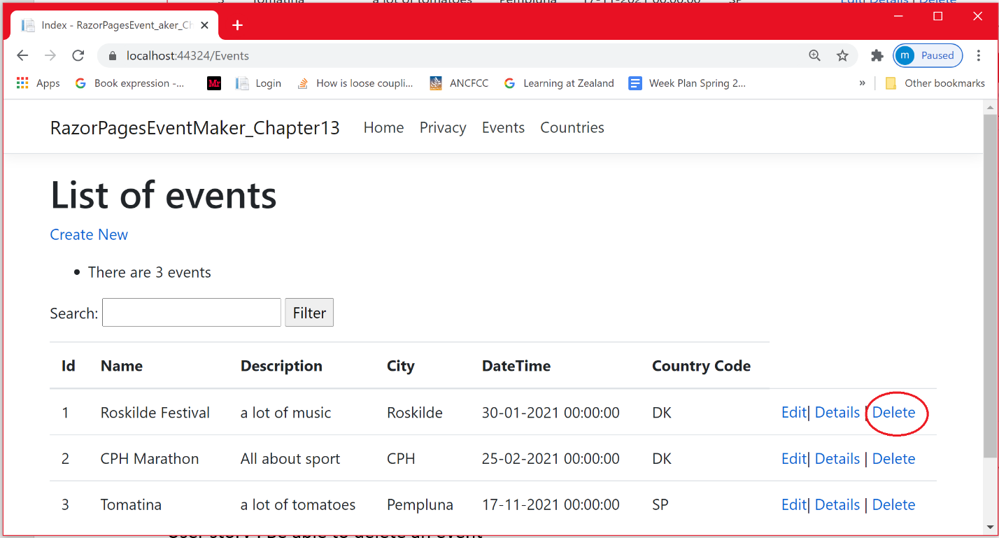 Index - RazorPagesEvent_aker_Ch
localhost:44324/Events
m Paused
Apps Book expression -... Mr Login How is loose coupli... ANCFCC Learning at Zealand Week Plan Spring 2... » Other bookmarks
RazorPagesEventMaker_Chapter13 Home Privacy Events Countries
List of events
Create New
• There are 3 events
Search: Filter
Id Name Description City DateTime Country Code
1 Roskilde Festival a lot of music Roskilde 30-01-2021 00:00:00 DK Edit| Details | Delete
2 CPH Marathon All about sport CPH 25-02-2021 00:00:00 DK Edit| Details | Delete
3 Tomatina a lot of tomatoes Pempluna 17-11-2021 00:00:00 SP Edit| Details | Delete